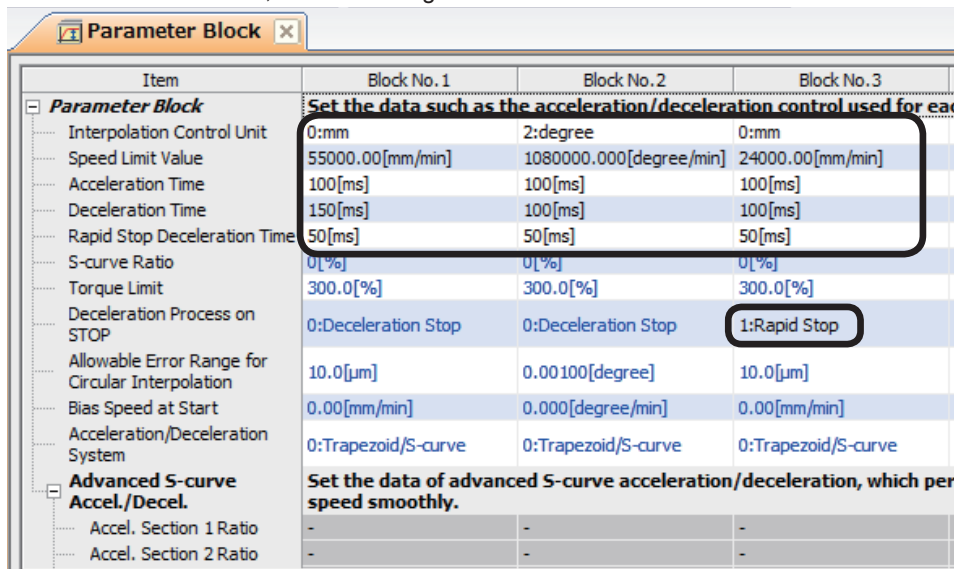 Parameter Block
Item Block No. 1 Block No. 2 Block No. 3
Parameter Block Set the data such as the acceleration/deceleration control used for
Interpolation Control Unit 0:mm 2:degree 0:mm
Speed Limit Value 55000.00[mm/min] 1080000.000[degree/min] 24000.00[mm/min]
Acceleration Time 100[ms] 100[ms] 100[ms]
Deceleration Time 150[ms] 100[ms] 100[ms]
Rapid Stop Deceleration Time 50[ms] 50[ms] 50[ms]
S-curve Ratio 0[%] 0[%] 0[%]
Torque Limit 300.0[%] 300.0[%] 300.0[%]
Deceleration Process on
STOP 0:Deceleration Stop 0:Deceleration Stop 1:Rapid Stop
Allowable Error Range for
Circular Interpolation 10.0[µm] 0.00100[degree] 10.0[µm]
Bias Speed at Start 0.00[mm/min] 0.000[degree/min] 0.00[mm/min]
Acceleration/Deceleration
System 0:Trapezoid/S-curve 0:Trapezoid/S-curve 0:Trapezoid/S-curve
Advanced S-curve Set the data of advanced S-curve acceleration/deceleration, which
Accel./Decel. speed smoothly.
Accel. Section 1 Ratio - - -
Accel. Section 2 Ratio - - -